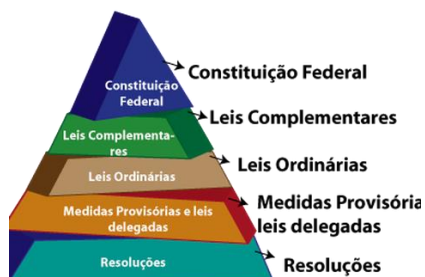 Constituição
Federal
Constituição Federal
Leis Complementa-
res
Leis Complementares
Leis Ordinárias
Leis Ordinárias
Medidas Provisórias e leis
delegadas
Medidas Provisória
leis delegadas
Resoluções
Resoluções